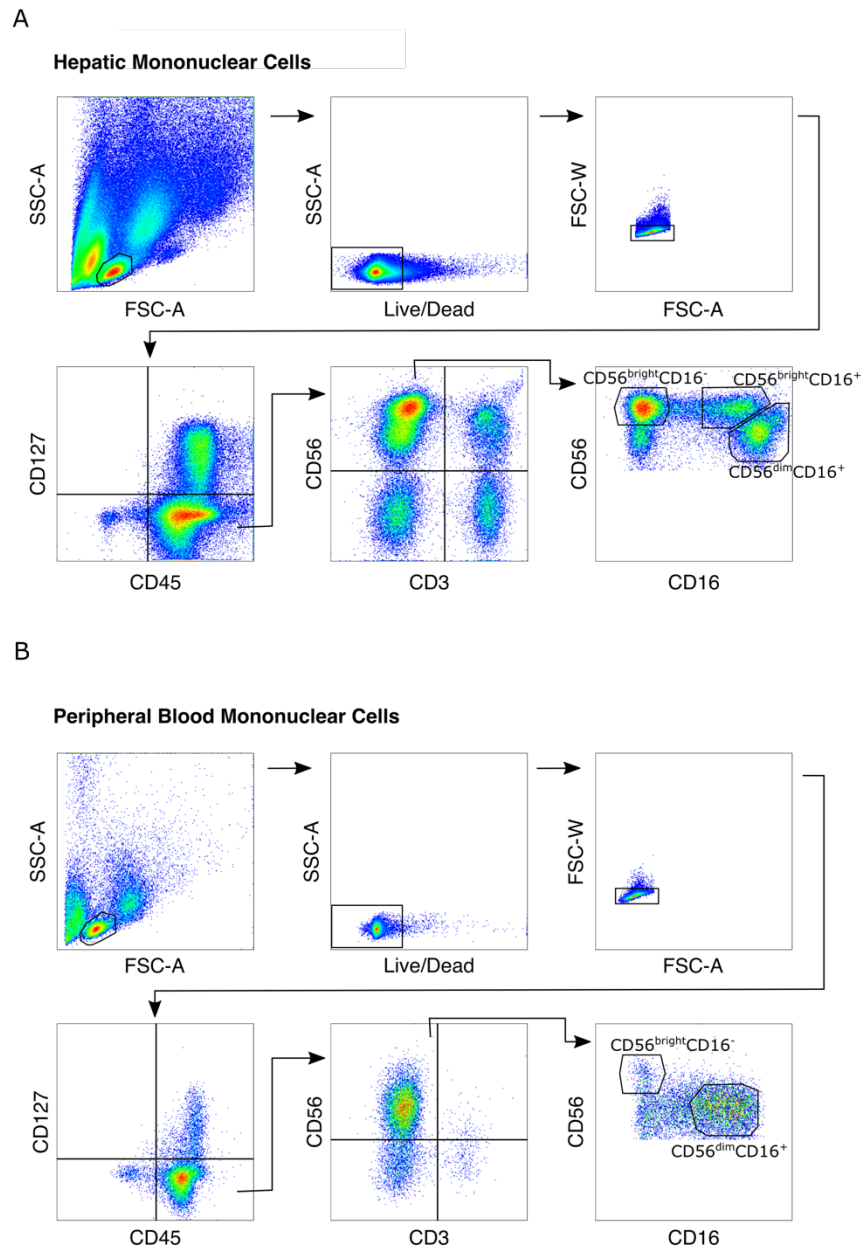 A
Hepatic Mononuclear Cells
SSC-A
FSC-A
SSC-A
Live/Dead
FSC-W
FSC-A
CD127
CD45
CD56
CD3
CD56
CD56brightCD16-
CD56brightCD16+
CD56dimCD16+
CD16
B
Peripheral Blood Mononuclear Cells
SSC-A
FSC-A
SSC-A
Live/Dead
FSC-W
FSC-A
CD127
CD45
CD56
CD3
CD56
CD56brightCD16-
CD56dimCD16+
CD16